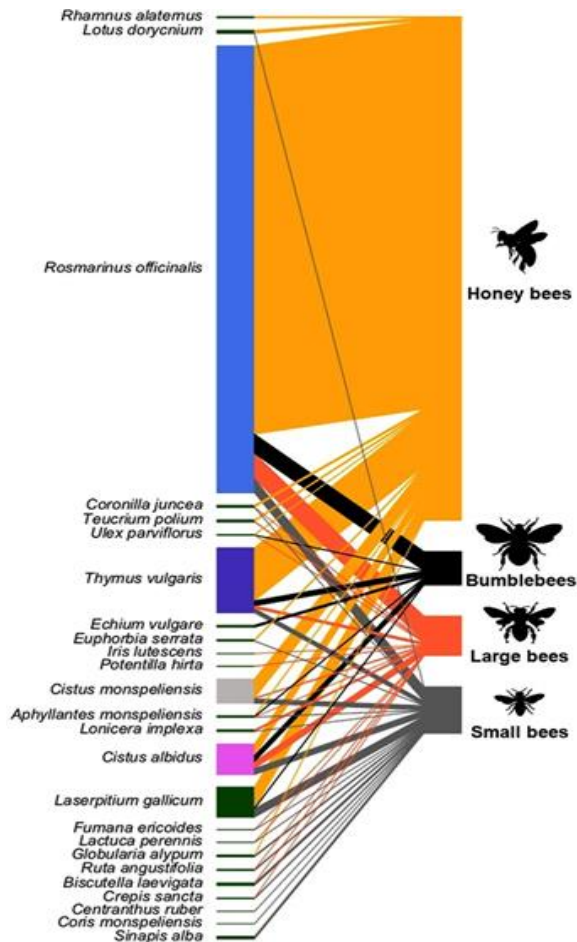 Rhamnus alaternus
Lotus dorycnium
Rosmarinus officinalis
Honey bees
Coronilla juncea
Teucrium polium
Ulex parviflorus
Thymus vulgaris
Bumblebees
Echium vulgare
Euphorbia serrata
Iris lutescens
Potentilla hirta
Large bees
Cistus monspeliensis
Aphyllantes monspeliensis
Lonicera implexa
Small bees
Cistus albidus
Laserpitium gallicum
Fumana ericoides
Lactuca perennis
Globularia alypum
Ruta angustifolia
Biscutella laevigata
Crepis sancta
Centranthus ruber
Coris monspeliensis
Sinapis alba